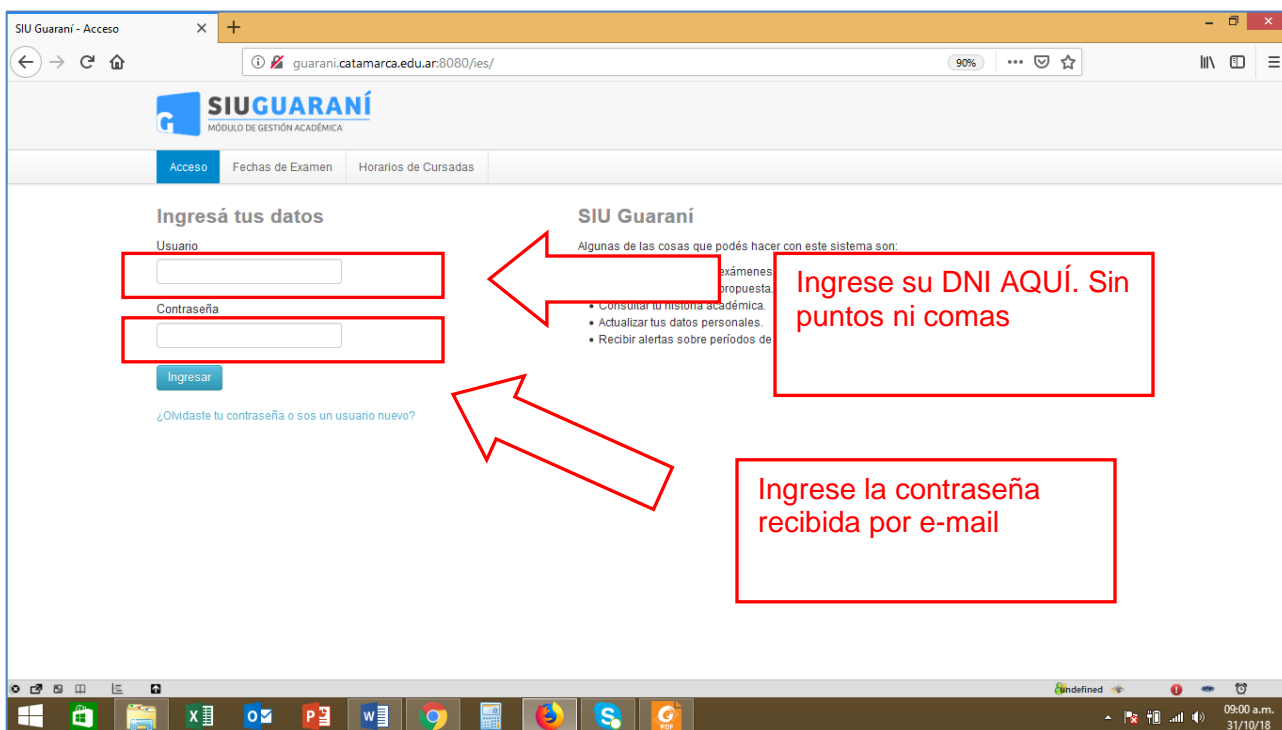 SIU Guaraní - Acceso
guarani.catamarca.edu.ar:8080/ies/
90%
SIUGUARANÍ
MÓDULO DE GESTIÓN ACADÉMICA
Acceso Fechas de Examen Horarios de Cursadas
Ingresá tus datos
Usuario
Contraseña
Ingresar
¿Olvidaste tu contraseña o sos un usuario nuevo?
SIU Guaraní
Algunas de las cosas que podés hacer con este sistema son:
exámenes
propuesta.
• Consultar tu historia académica.
• Actualizar tus datos personales.
• Recibir alertas sobre períodos de
Ingrese su DNI AQUÍ. Sin
puntos ni comas
Ingrese la contraseña
recibida por e-mail
undefined
09:00 a.m.
31/10/18